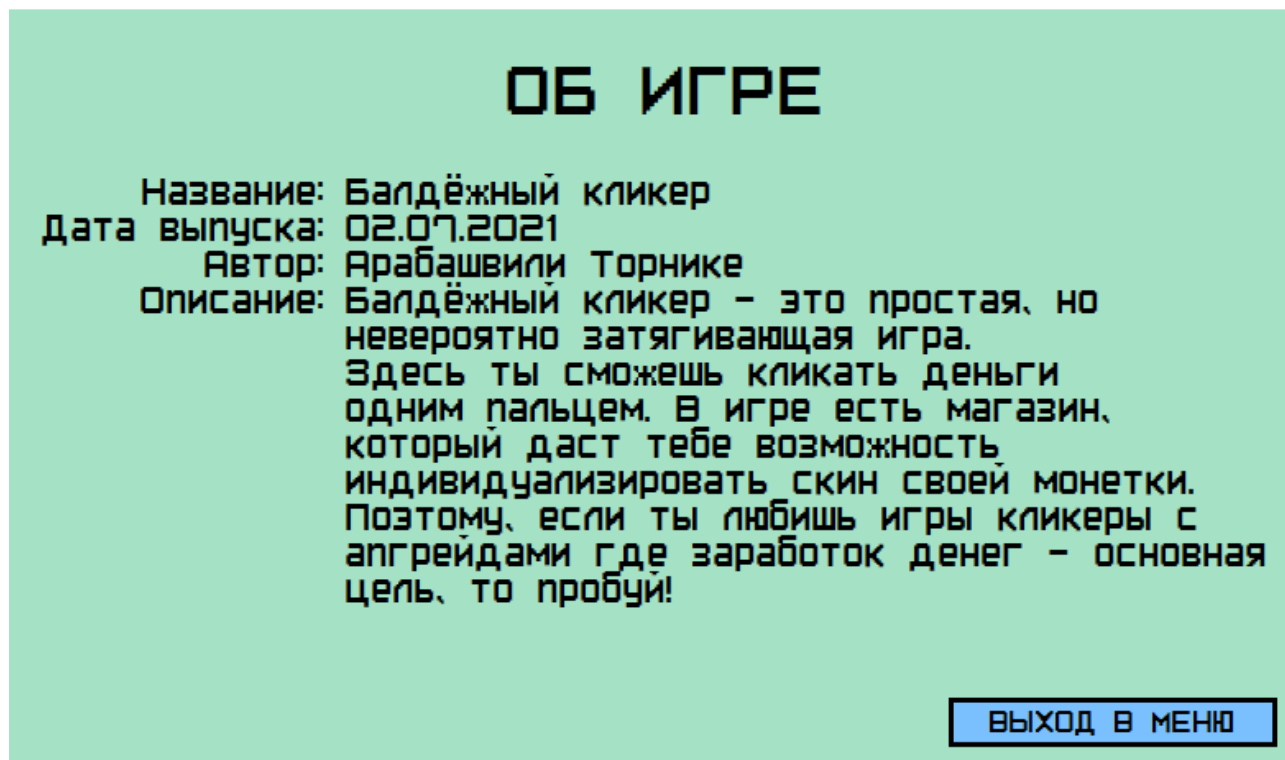 ОБ ИГРЕ
Название: Балдёжный кликер
Дата выпуска: 02.07.2021
Автор: Арабашвили Торнике
Описание: Балдёжный кликер – это простая, но
невероятно затягивающая игра.
Здесь ты сможешь кликать деньги
одним пальцем. В игре есть магазин,
который даст тебе возможность
индивидуализировать скин своей монетки.
Поэтому, если ты любишь игры кликеры с
апгрейдами где заработок денег – основная
цель, то пробуй!
ВЫХОД В МЕНЮ